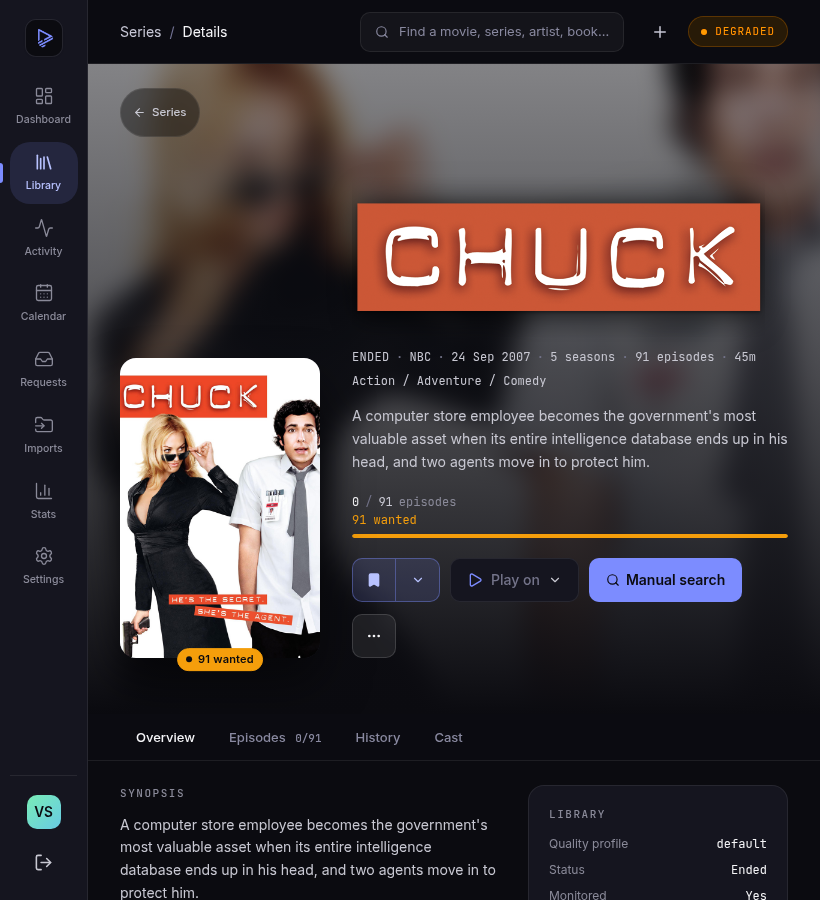 Series / Details
Find a movie, series, artist, book...
DEGRADED
Dashboard
Library
Activity
Calendar
Requests
Imports
Stats
Settings
VS
Series
CHUCK
ENDED · NBC · 24 Sep 2007 · 5 seasons · 91 episodes · 45m
Action / Adventure / Comedy
A computer store employee becomes the government's most
valuable asset when its entire intelligence database ends up in his
head, and two agents move in to protect him.
0 / 91 episodes
91 wanted
Play on
Manual search
CHUCK
HE'S THE SECRET.
SHE'S THE AGENT.
91 wanted
Overview
Episodes 0/91
History
Cast
SYNOPSIS
A computer store employee becomes the government's
most valuable asset when its entire intelligence
database ends up in his head, and two agents move in to
protect him.
LIBRARY
Quality profile default
Status Ended
Monitored Yes